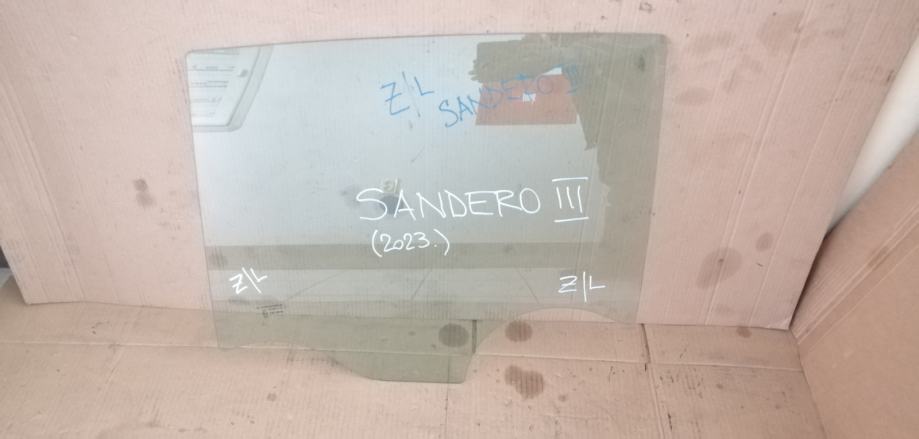 Z/L
SANDERO III
SANDERO III
(2023.)
Z/L
Z/L